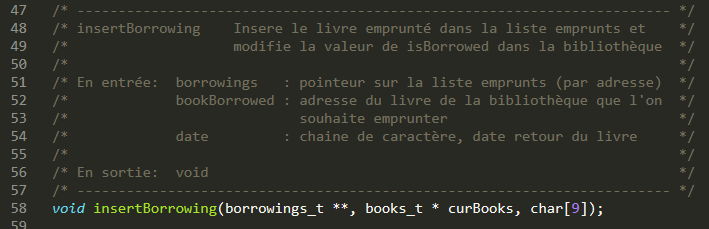 47 /* -------------------------------------------------------------------- */
48 /* insertBorrowing    Insere le livre emprunté dans la liste emprunts et    */
49 /*                    modifie la valeur de isBorrowed dans la bibliothèque  */
50 /*                                                                      */
51 /* En entrée:  borrowings   : pointeur sur la liste emprunts (par adresse)  */
52 /*             bookBorrowed : adresse du livre de la bibliothèque que l'on  */
53 /*                            souhaite emprunter                        */
54 /*             date         : chaine de caractère, date retour du livre     */
55 /*                                                                      */
56 /* En sortie:  void                                                     */
57 /* -------------------------------------------------------------------- */
58 void insertBorrowing(borrowings_t **, books_t * curBooks, char[9]);
59